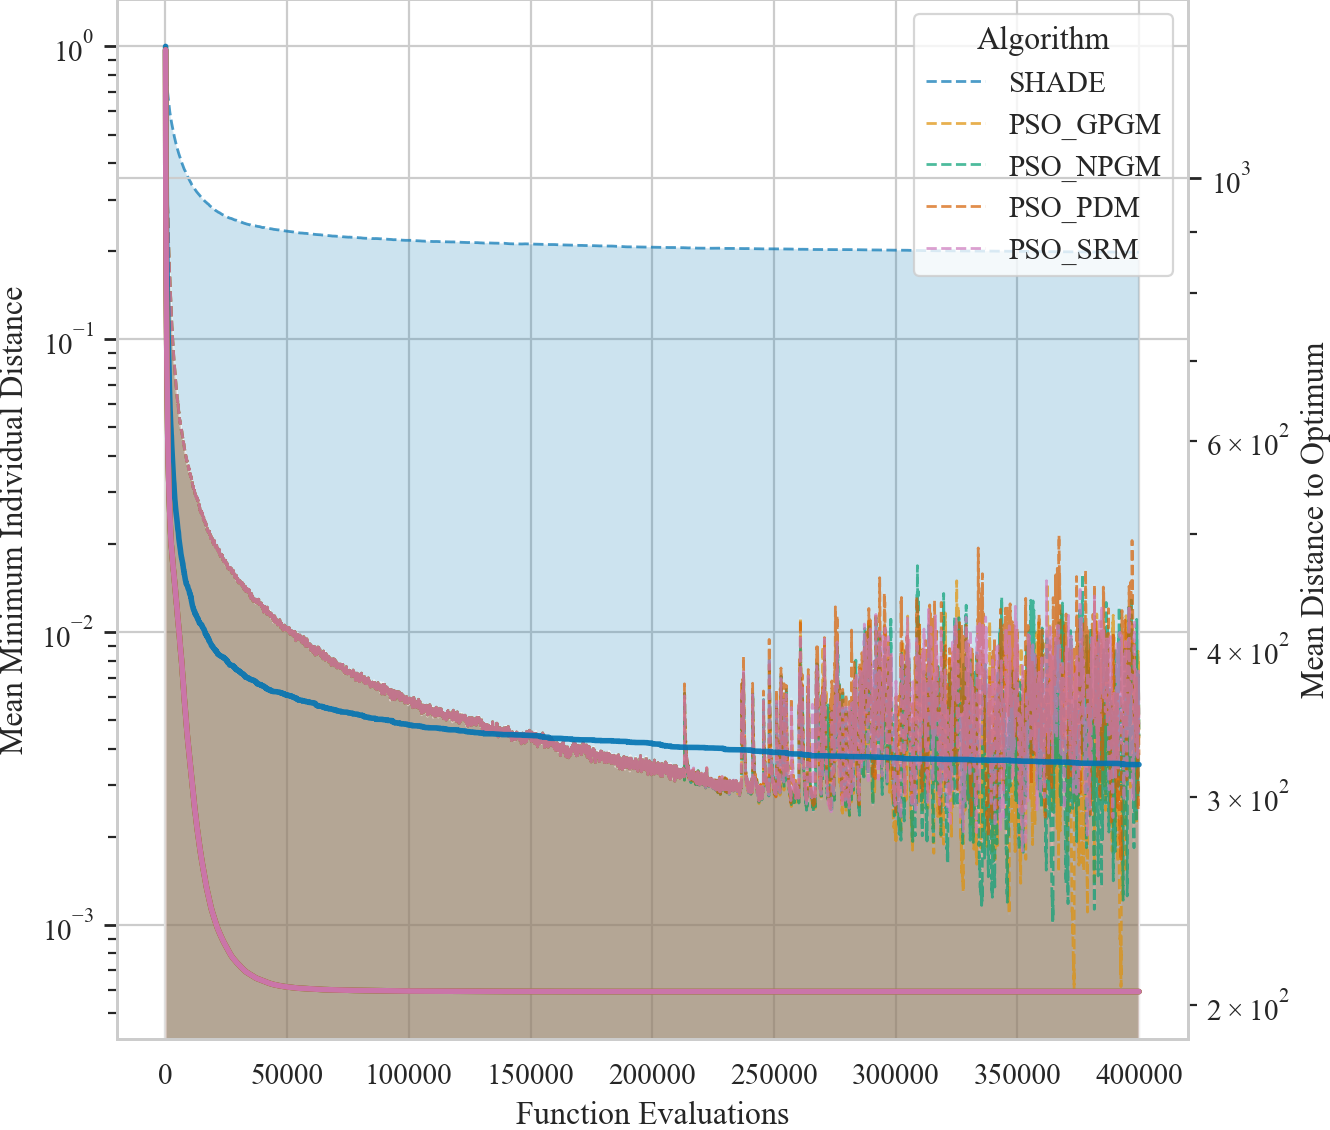 10^0
10^−1
10^−2
10^−3
Mean Minimum Individual Distance
Algorithm
SHADE
PSO_GPGM
PSO_NPGM
PSO_PDM
PSO_SRM
10^3
6 × 10^2
4 × 10^2
3 × 10^2
2 × 10^2
Mean Distance to Optimum
0 50000 100000 150000 200000 250000 300000 350000 400000
Function Evaluations